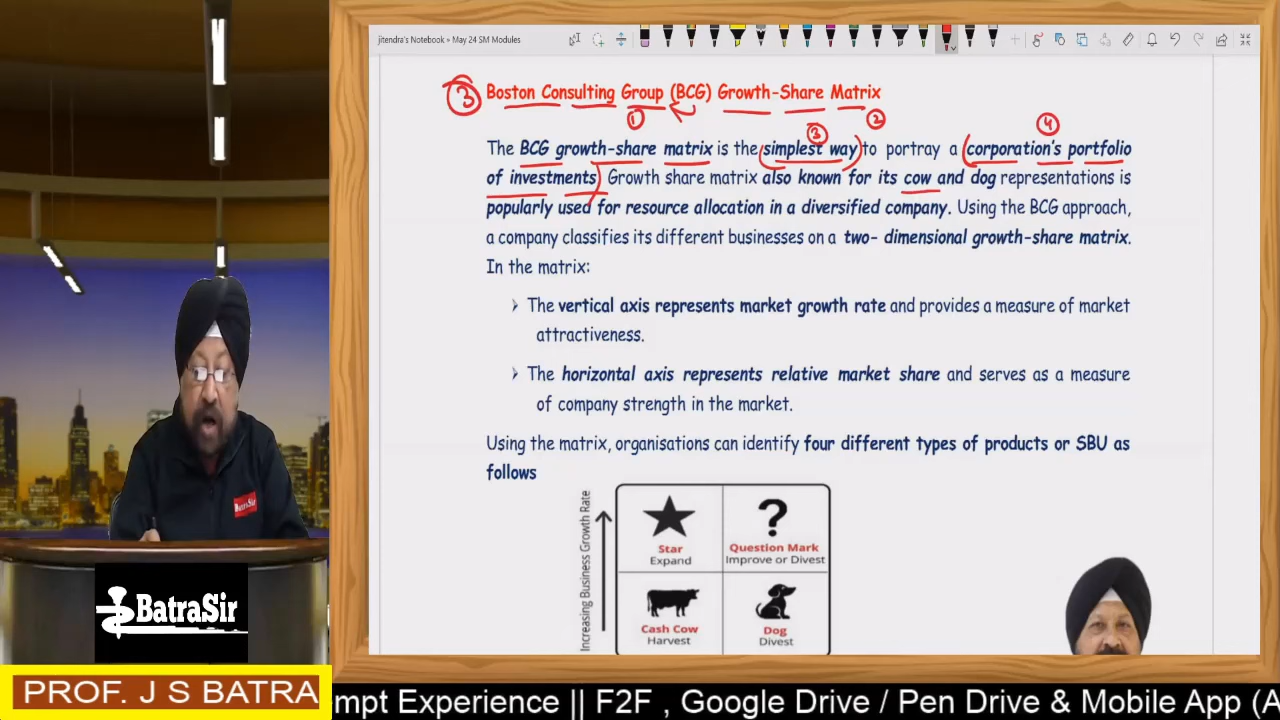 jitendra's Notebook » May 24 SM Modules
③ Boston Consulting Group (BCG) Growth-Share Matrix
① ② ③ ④
The BCG growth-share matrix is the simplest way to portray a corporation's portfolio
of investments. Growth share matrix also known for its cow and dog representations is
popularly used for resource allocation in a diversified company. Using the BCG approach,
a company classifies its different businesses on a two- dimensional growth-share matrix.
In the matrix:
The vertical axis represents market growth rate and provides a measure of market
attractiveness.
The horizontal axis represents relative market share and serves as a measure
of company strength in the market.
Using the matrix, organisations can identify four different types of products or SBU as
follows
Increasing Business Growth Rate
Star
Expand
?
Question Mark
Improve or Divest
Cash Cow
Harvest
Dog
Divest
BatraSir
BatraSir
PROF. J S BATRA
mpt Experience || F2F , Google Drive / Pen Drive & Mobile App (A